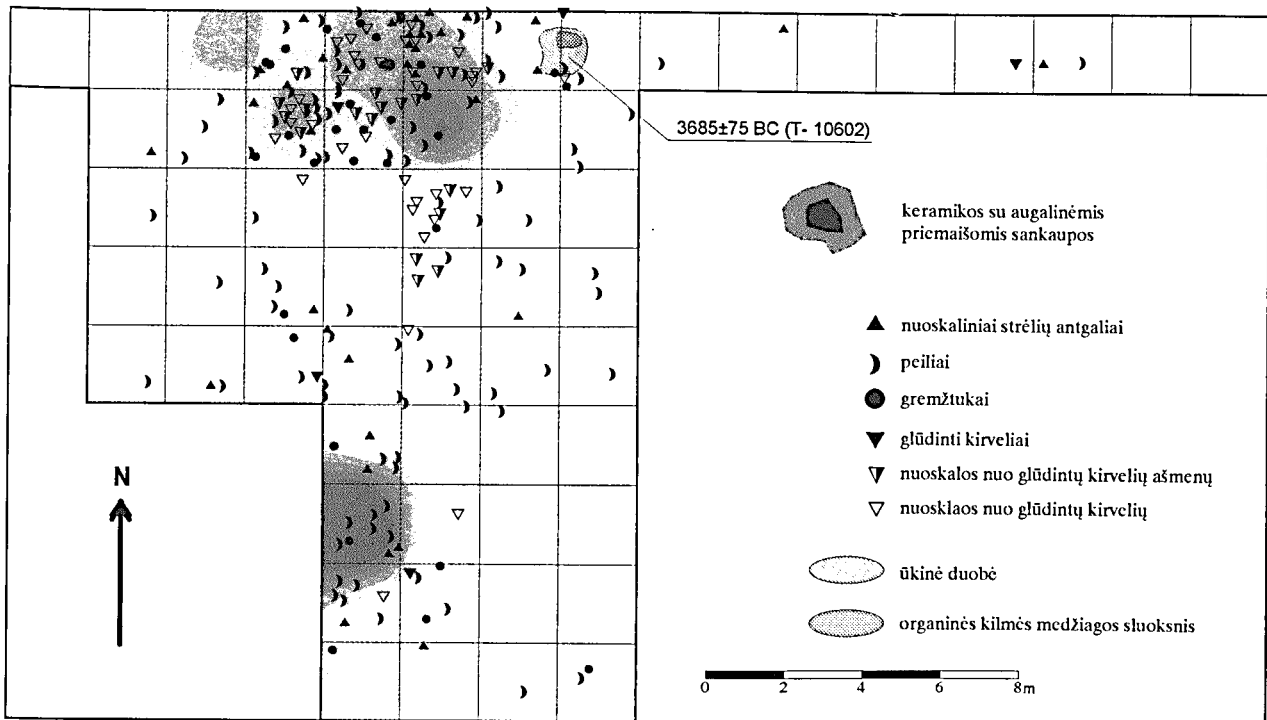 3685±75 BC (T- 10602)
keramikos su augalinėmis
priemaišomis sankaupos
nuoskaliniai strėlių antgaliai
peiliai
gremžtukai
glūdinti kirveliai
nuoskalos nuo glūdintų kirvelių ašmenų
nuosklaos nuo glūdintų kirvelių
ūkinė duobė
organinės kilmės medžiagos sluoksnis
N
0 2 4 6 8m